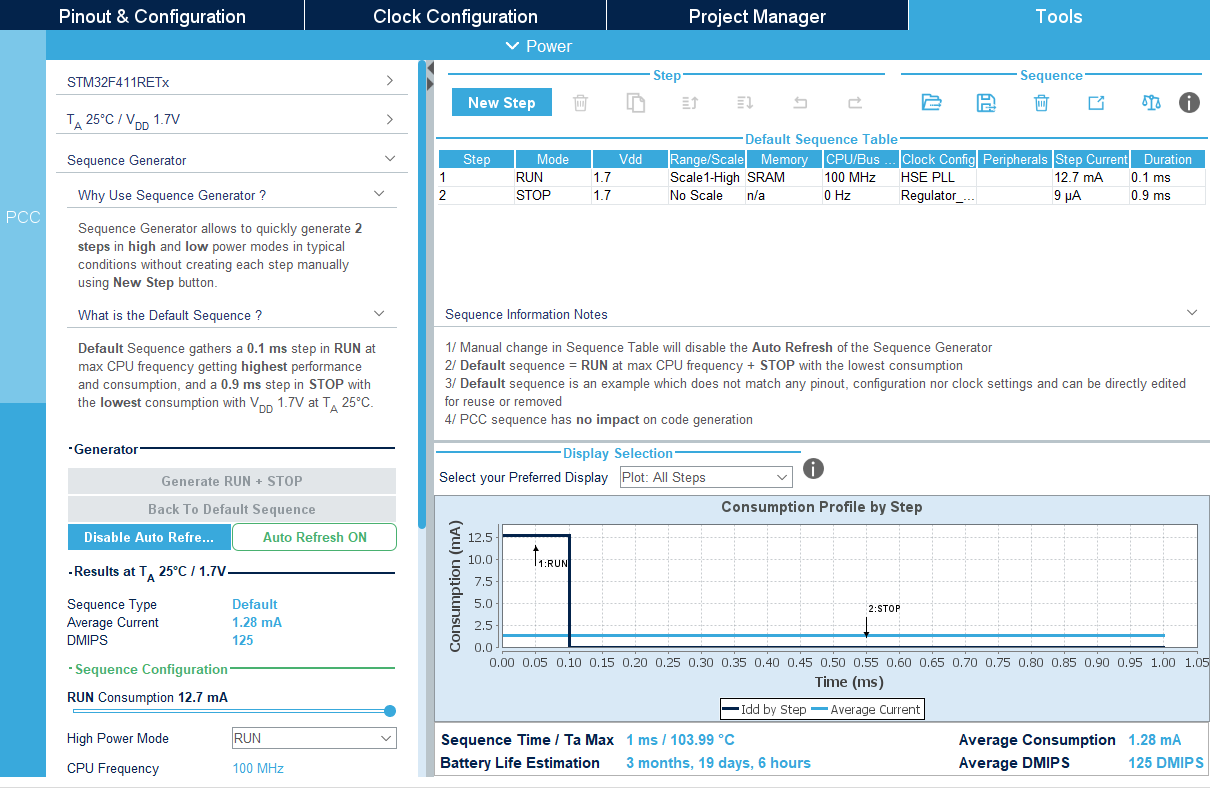 Pinout & Configuration
Clock Configuration
Project Manager
Tools
Power
PCC
STM32F411RETx
TA 25°C / VDD 1.7V
Sequence Generator
Why Use Sequence Generator ?
Sequence Generator allows to quickly generate 2
steps in high and low power modes in typical
conditions without creating each step manually
using New Step button.
What is the Default Sequence ?
Default Sequence gathers a 0.1 ms step in RUN at
max CPU frequency getting highest performance
and consumption, and a 0.9 ms step in STOP with
the lowest consumption with VDD 1.7V at TA 25°C.
Generator
Generate RUN + STOP
Back To Default Sequence
Disable Auto Refre... Auto Refresh ON
Results at TA 25°C / 1.7V
Sequence Type Default
Average Current 1.28 mA
DMIPS 125
Sequence Configuration
RUN Consumption 12.7 mA
High Power Mode RUN
CPU Frequency 100 MHz
Step
Sequence
New Step
Default Sequence Table
Step Mode Vdd Range/Scale Memory CPU/Bus ... Clock Config Peripherals Step Current Duration
1 RUN 1.7 Scale1-High SRAM 100 MHz HSE PLL 12.7 mA 0.1 ms
2 STOP 1.7 No Scale n/a 0 Hz Regulator_... 9 µA 0.9 ms
Sequence Information Notes
1/ Manual change in Sequence Table will disable the Auto Refresh of the Sequence Generator
2/ Default sequence = RUN at max CPU frequency + STOP with the lowest consumption
3/ Default sequence is an example which does not match any pinout, configuration nor clock settings and can be directly edited
for reuse or removed
4/ PCC sequence has no impact on code generation
Display Selection
Select your Preferred Display Plot: All Steps
Consumption Profile by Step
Consumption (mA)
12.5
10.0
7.5
5.0
2.5
0.0
1:RUN
2:STOP
0.00 0.05 0.10 0.15 0.20 0.25 0.30 0.35 0.40 0.45 0.50 0.55 0.60 0.65 0.70 0.75 0.80 0.85 0.90 0.95 1.00 1.05
Time (ms)
Idd by Step Average Current
Sequence Time / Ta Max 1 ms / 103.99 °C
Average Consumption 1.28 mA
Battery Life Estimation 3 months, 19 days, 6 hours
Average DMIPS 125 DMIPS